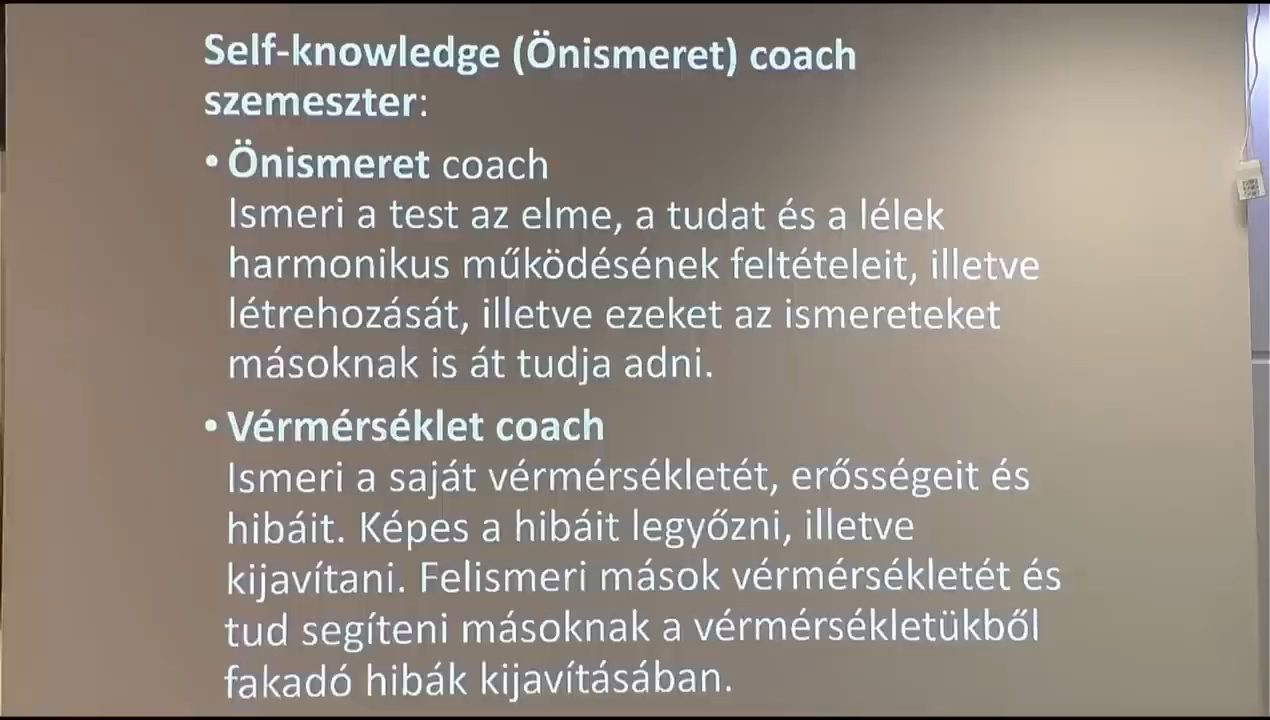 Self-knowledge (Önismeret) coach
szemeszter:
• Önismeret coach
Ismeri a test az elme, a tudat és a lélek
harmonikus működésének feltételeit, illetve
létrehozását, illetve ezeket az ismereteket
másoknak is át tudja adni.
• Vérmérséklet coach
Ismeri a saját vérmérsékletét, erősségeit és
hibáit. Képes a hibáit legyőzni, illetve
kijavítani. Felismeri mások vérmérsékletét és
tud segíteni másoknak a vérmérsékletükből
fakadó hibák kijavításában.